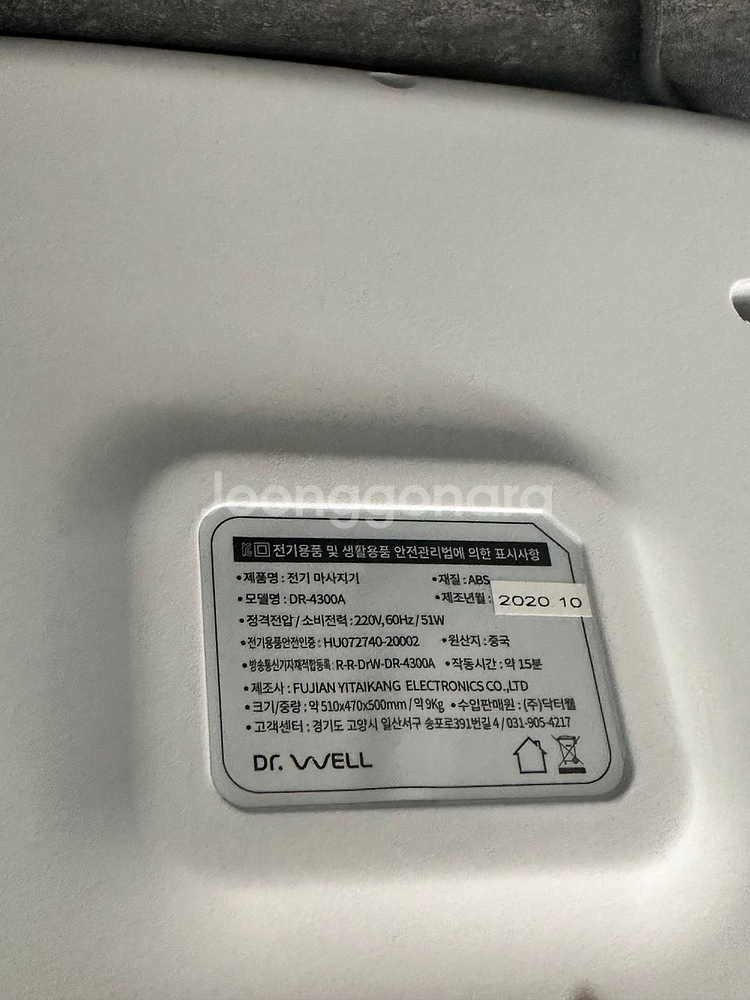 joonggonara
전기용품 및 생활용품 안전관리법에 의한 표시사항
•제품명 : 전기 마사지기 •재질 : ABS
•모델명 : DR-4300A •제조년월 : 2020.10
•정격전압 / 소비전력 : 220V, 60Hz / 51W
•전기용품안전인증 : HU072740-20002 •원산지 : 중국
•방송통신기자재적합등록 : R-R-DrW-DR-4300A •작동시간 : 약 15분
•제조사 : FUJIAN YITAIKANG ELECTRONICS CO.,LTD
•크기/중량 : 약 510x470x500mm / 약 9Kg •수입판매원 : (주)닥터웰
•고객센터 : 경기도 고양시 일산서구 송포로391번길 4 / 031-905-4217
Dr. WELL